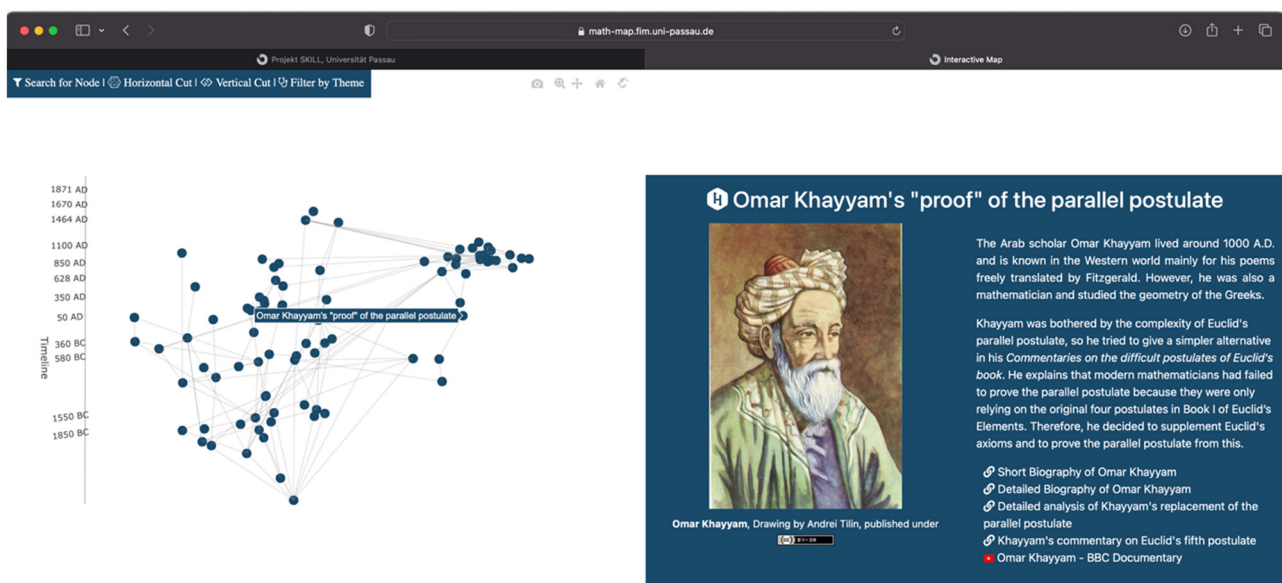 math-map.fim.uni-passau.de
Projekt SKILL, Universität Passau
Interactive Map
Search for Node | Horizontal Cut | Vertical Cut | Filter by Theme
1871 AD
1670 AD
1464 AD
1100 AD
850 AD
628 AD
350 AD
50 AD
360 BC
580 BC
1550 BC
1850 BC
Timeline
Omar Khayyam's "proof" of the parallel postulate
Omar Khayyam's "proof" of the parallel postulate
The Arab scholar Omar Khayyam lived around 1000 A.D.
and is known in the Western world mainly for his poems
freely translated by Fitzgerald. However, he was also a
mathematician and studied the geometry of the Greeks.
Khayyam was bothered by the complexity of Euclid's
parallel postulate, so he tried to give a simpler alternative
in his Commentaries on the difficult postulates of Euclid's
book. He explains that modern mathematicians had failed
to prove the parallel postulate because they were only
relying on the original four postulates in Book I of Euclid's
Elements. Therefore, he decided to supplement Euclid's
axioms and to prove the parallel postulate from this.
Short Biography of Omar Khayyam
Detailed Biography of Omar Khayyam
Detailed analysis of Khayyam's replacement of the
parallel postulate
Khayyam's commentary on Euclid's fifth postulate
Omar Khayyam - BBC Documentary
Omar Khayyam, Drawing by Andrei Tilin, published under
(cc) BY-SA